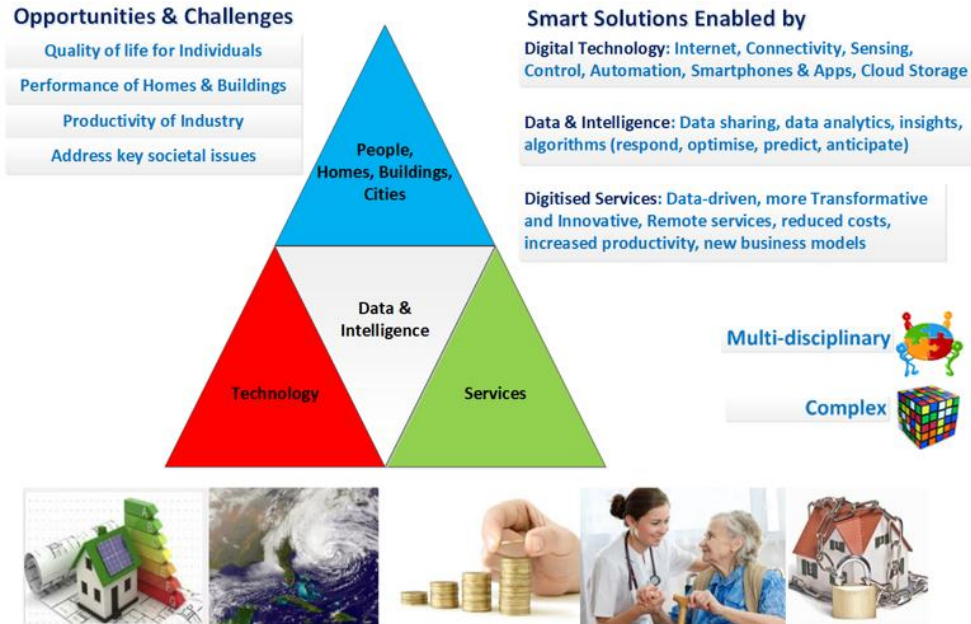 Opportunities & Challenges
Quality of life for Individuals
Performance of Homes & Buildings
Productivity of Industry
Address key societal issues
Smart Solutions Enabled by
Digital Technology: Internet, Connectivity, Sensing,
Control, Automation, Smartphones & Apps, Cloud Storage
Data & Intelligence: Data sharing, data analytics, insights,
algorithms (respond, optimise, predict, anticipate)
Digitised Services: Data-driven, more Transformative
and Innovative, Remote services, reduced costs,
increased productivity, new business models
People,
Homes, Buildings,
Cities
Data &
Intelligence
Technology
Services
Multi-disciplinary
Complex